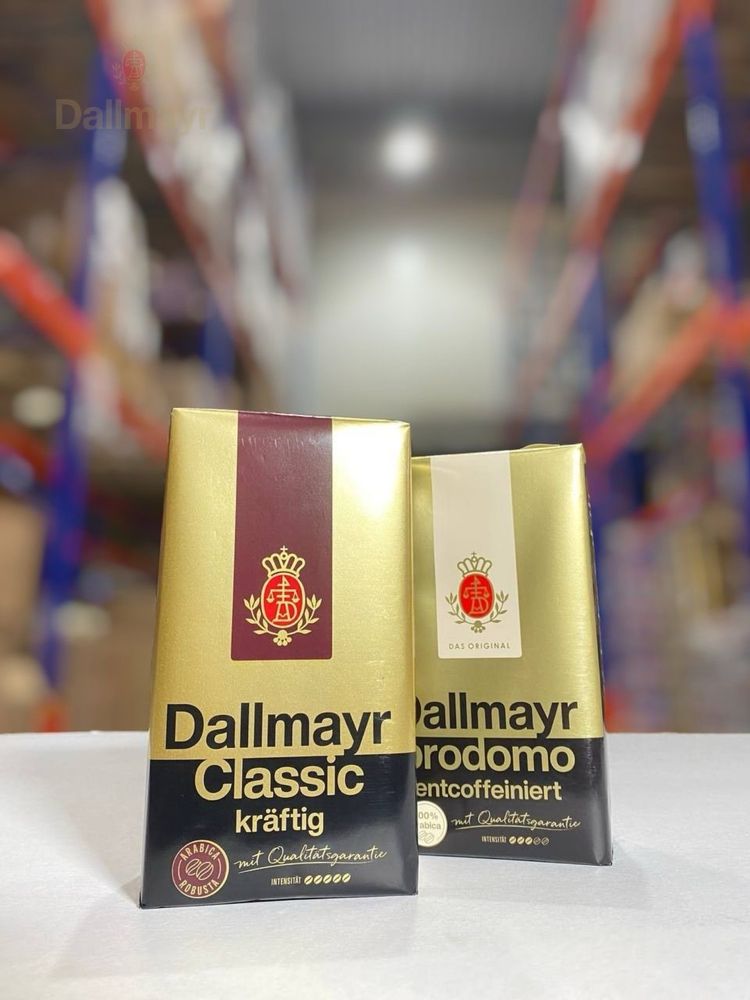 Dallmayr
Dallmayr
Classic
kräftig
ARABICA
ROBUSTA
mit Qualitätsgarantie
INTENSITÄT
DAS ORIGINAL
Dallmayr
prodomo
entcoffeiniert
100%
Arabica
mit Qualitätsgarantie
INTENSITÄT